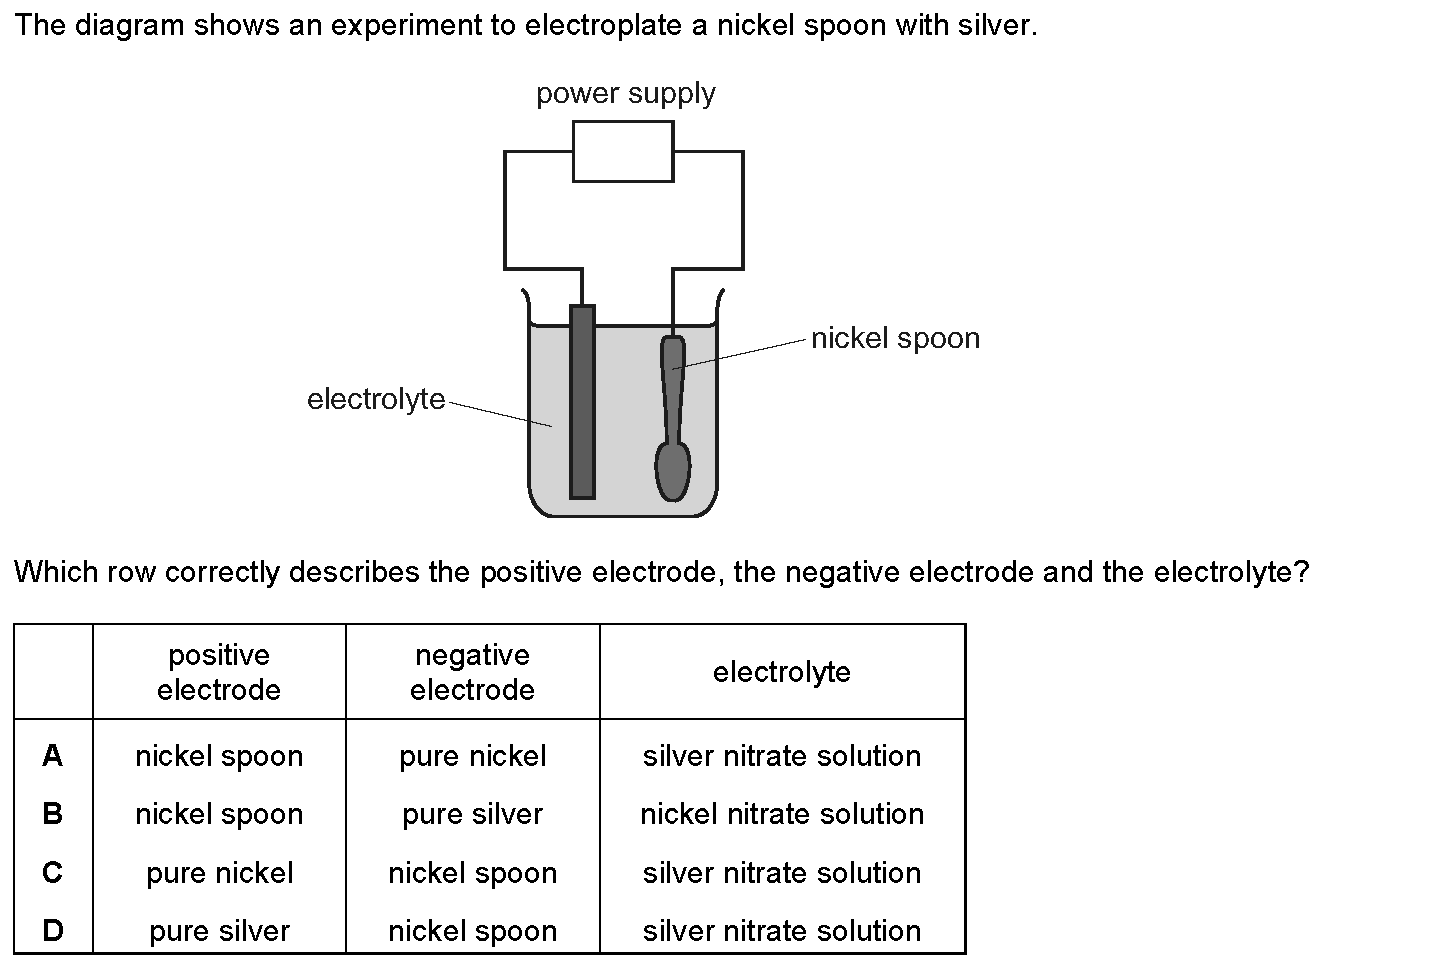 The diagram shows an experiment to electroplate a nickel spoon with silver.
power supply
nickel spoon
electrolyte
Which row correctly describes the positive electrode, the negative electrode and the electrolyte?
positive electrode negative electrode electrolyte
A nickel spoon pure nickel silver nitrate solution
B nickel spoon pure silver nickel nitrate solution
C pure nickel nickel spoon silver nitrate solution
D pure silver nickel spoon silver nitrate solution